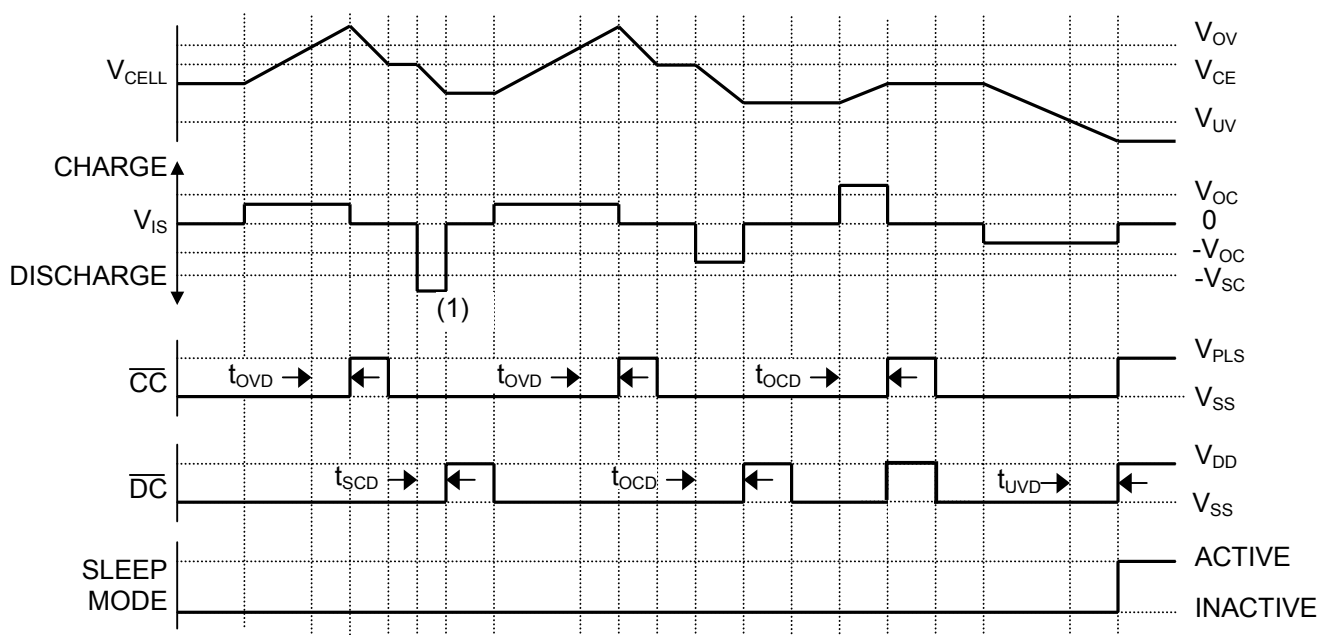 V_CELL
V_OV
V_CE
V_UV
CHARGE
V_IS
DISCHARGE
V_OC
0
-V_OC
-V_SC
(1)
CC
t_OVD
t_OVD
t_OCD
V_PLS
V_SS
DC
t_SCD
t_OCD
t_UVD
V_DD
V_SS
SLEEP
MODE
ACTIVE
INACTIVE